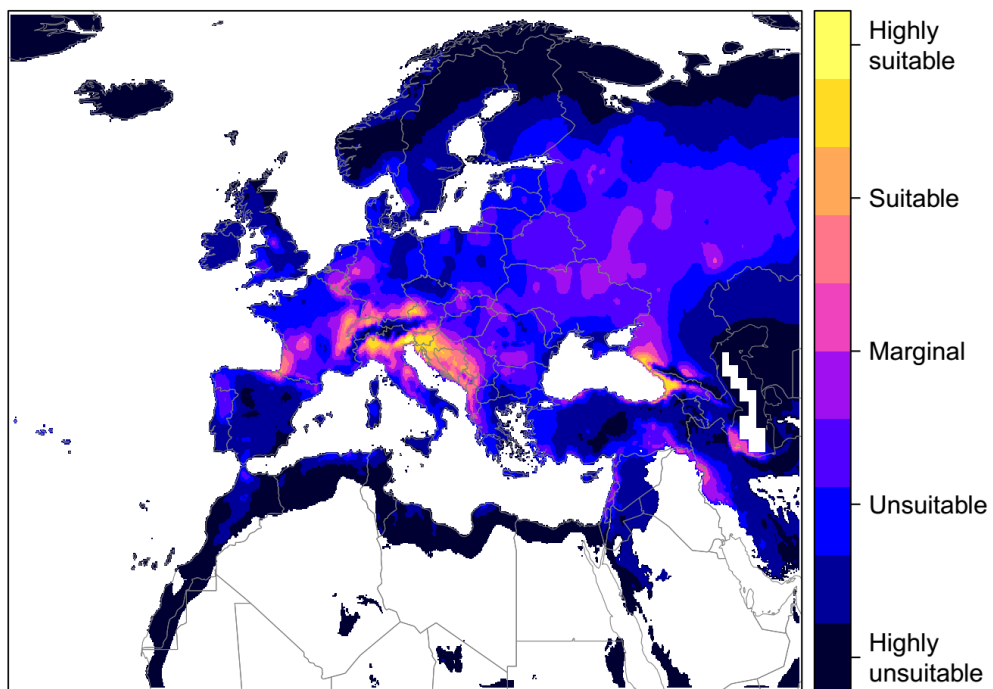 Highly
suitable
Suitable
Marginal
Unsuitable
Highly
unsuitable